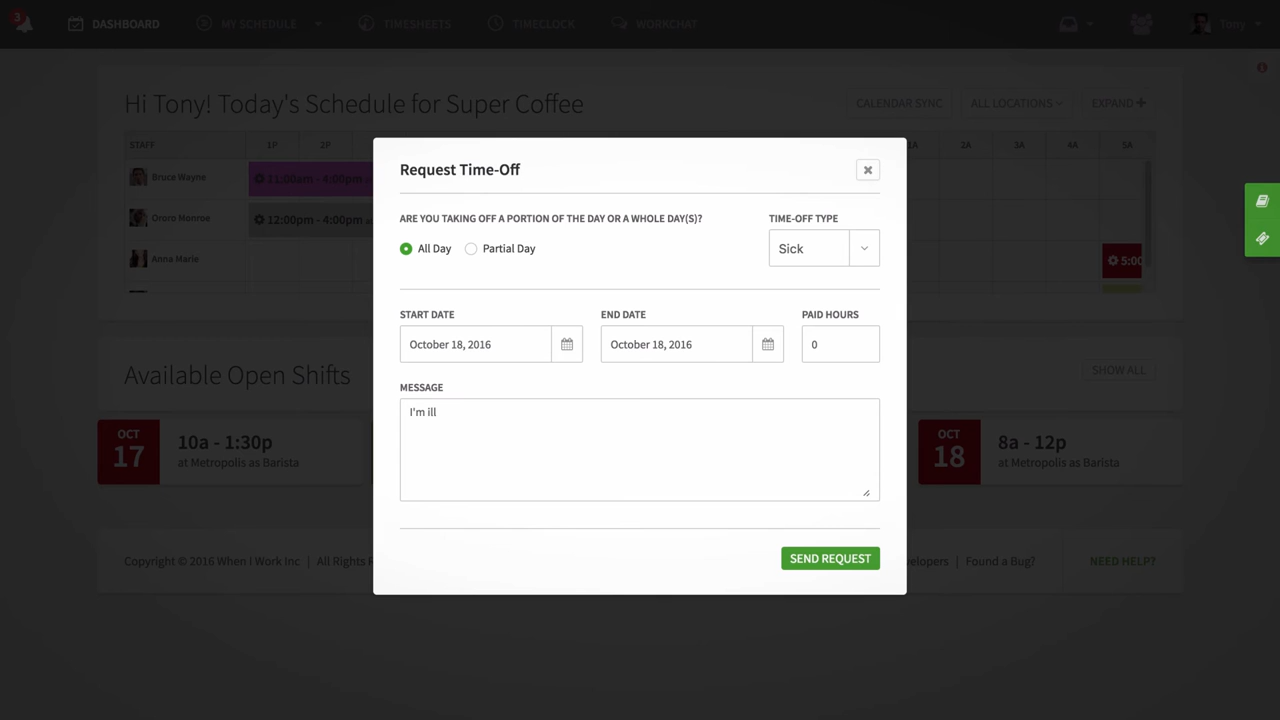 3
DASHBOARD
MY SCHEDULE
TIMESHEETS
TIMECLOCK
WORKCHAT
Tony
Hi Tony! Today's Schedule for Super Coffee
CALENDAR SYNC
ALL LOCATIONS
EXPAND +
STAFF
1P
2P
1A
2A
3A
4A
5A
Bruce Wayne
11:00am - 4:00pm
Ororo Monroe
12:00pm - 4:00pm
Anna Marie
5:00
Request Time-Off
ARE YOU TAKING OFF A PORTION OF THE DAY OR A WHOLE DAY(S)?
TIME-OFF TYPE
All Day
Partial Day
Sick
START DATE
END DATE
PAID HOURS
October 18, 2016
October 18, 2016
0
MESSAGE
I'm ill
SEND REQUEST
Available Open Shifts
SHOW ALL
OCT
17
10a - 1:30p
at Metropolis as Barista
OCT
18
8a - 12p
at Metropolis as Barista
Copyright © 2016 When I Work Inc | All Rights R
elopers | Found a Bug?
NEED HELP?